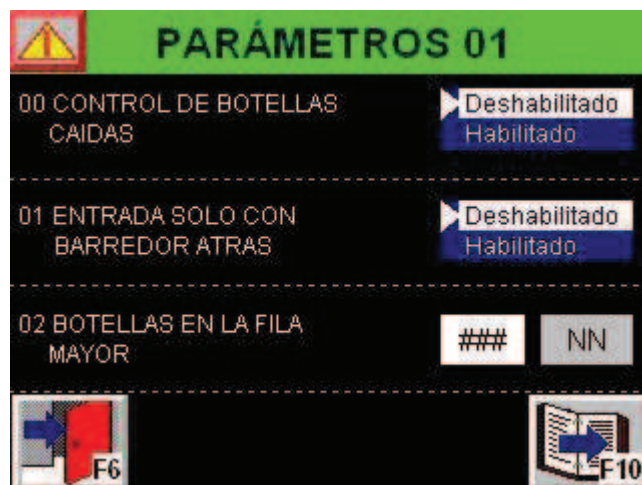 PARÁMETROS 01
00 CONTROL DE BOTELLAS
CAIDAS
Deshabilitado
Habilitado
01 ENTRADA SOLO CON
BARREDOR ATRAS
Deshabilitado
Habilitado
02 BOTELLAS EN LA FILA
MAYOR
### NN
F6 F10